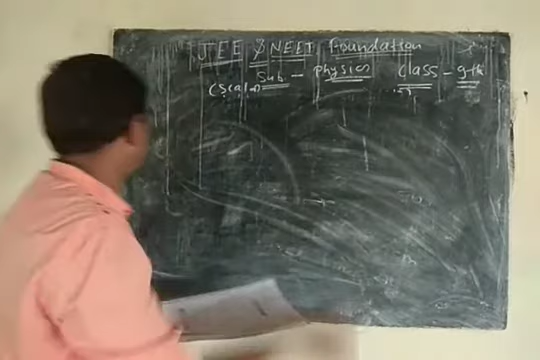 JEE & NEET Foundation
Sub. - physics class - 9th
(Scalar)